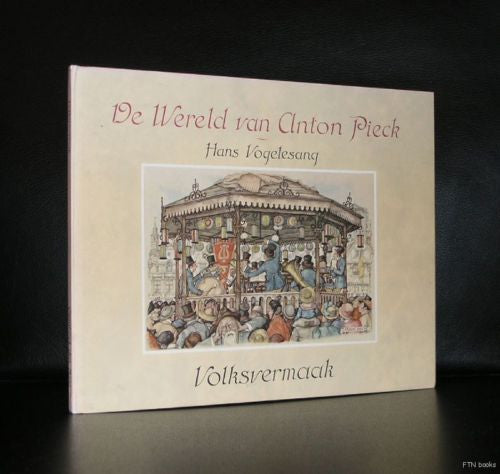 De Wereld van Anton Pieck
Hans Vogelesang
Volksvermaak
FTN books